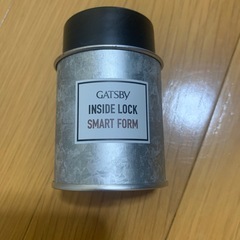 GATSBY
INSIDE LOCK
SMART FORM